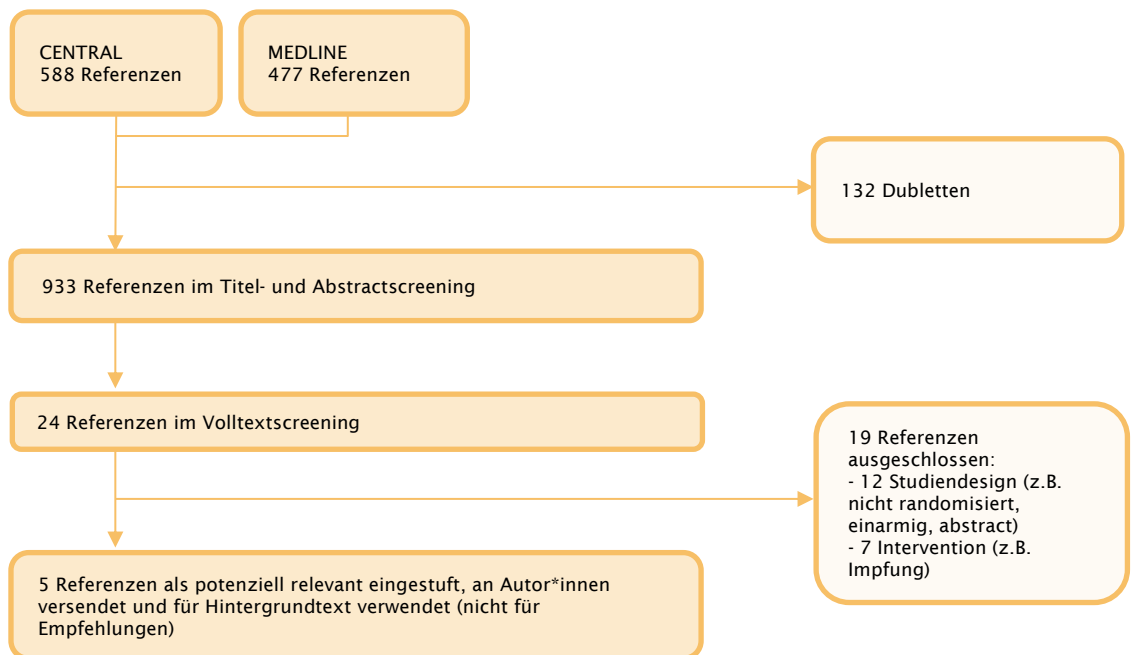 CENTRAL
588 Referenzen
MEDLINE
477 Referenzen
132 Dubletten
933 Referenzen im Titel- und Abstractscreening
24 Referenzen im Volltextscreening
19 Referenzen
ausgeschlossen:
- 12 Studiendesign (z.B.
nicht randomisiert,
einarmig, abstract)
- 7 Intervention (z.B.
Impfung)
5 Referenzen als potenziell relevant eingestuft, an Autor*innen
versendet und für Hintergrundtext verwendet (nicht für
Empfehlungen)